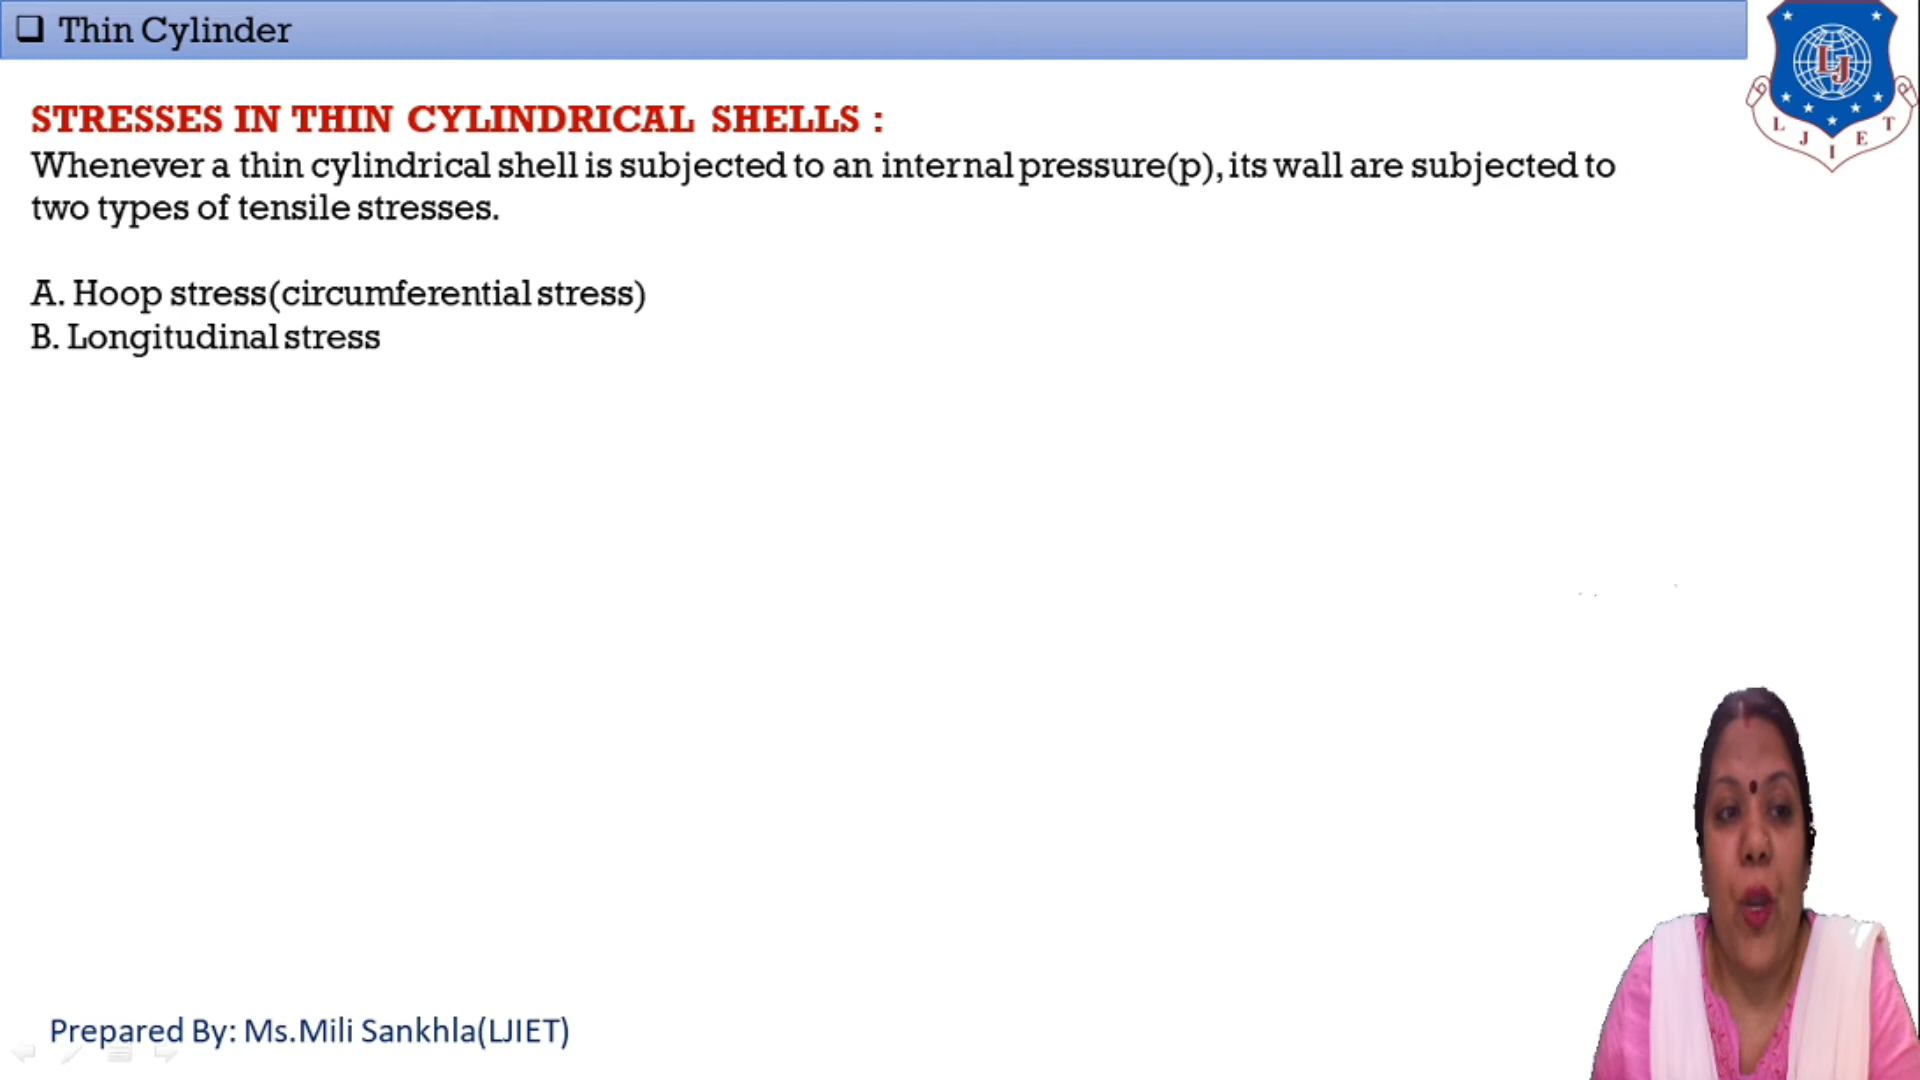 ❑ Thin Cylinder
LJ
L J I E T
STRESSES IN THIN CYLINDRICAL SHELLS :
Whenever a thin cylindrical shell is subjected to an internal pressure(p), its wall are subjected to
two types of tensile stresses.
A. Hoop stress(circumferential stress)
B. Longitudinal stress
Prepared By: Ms.Mili Sankhla(LJIET)